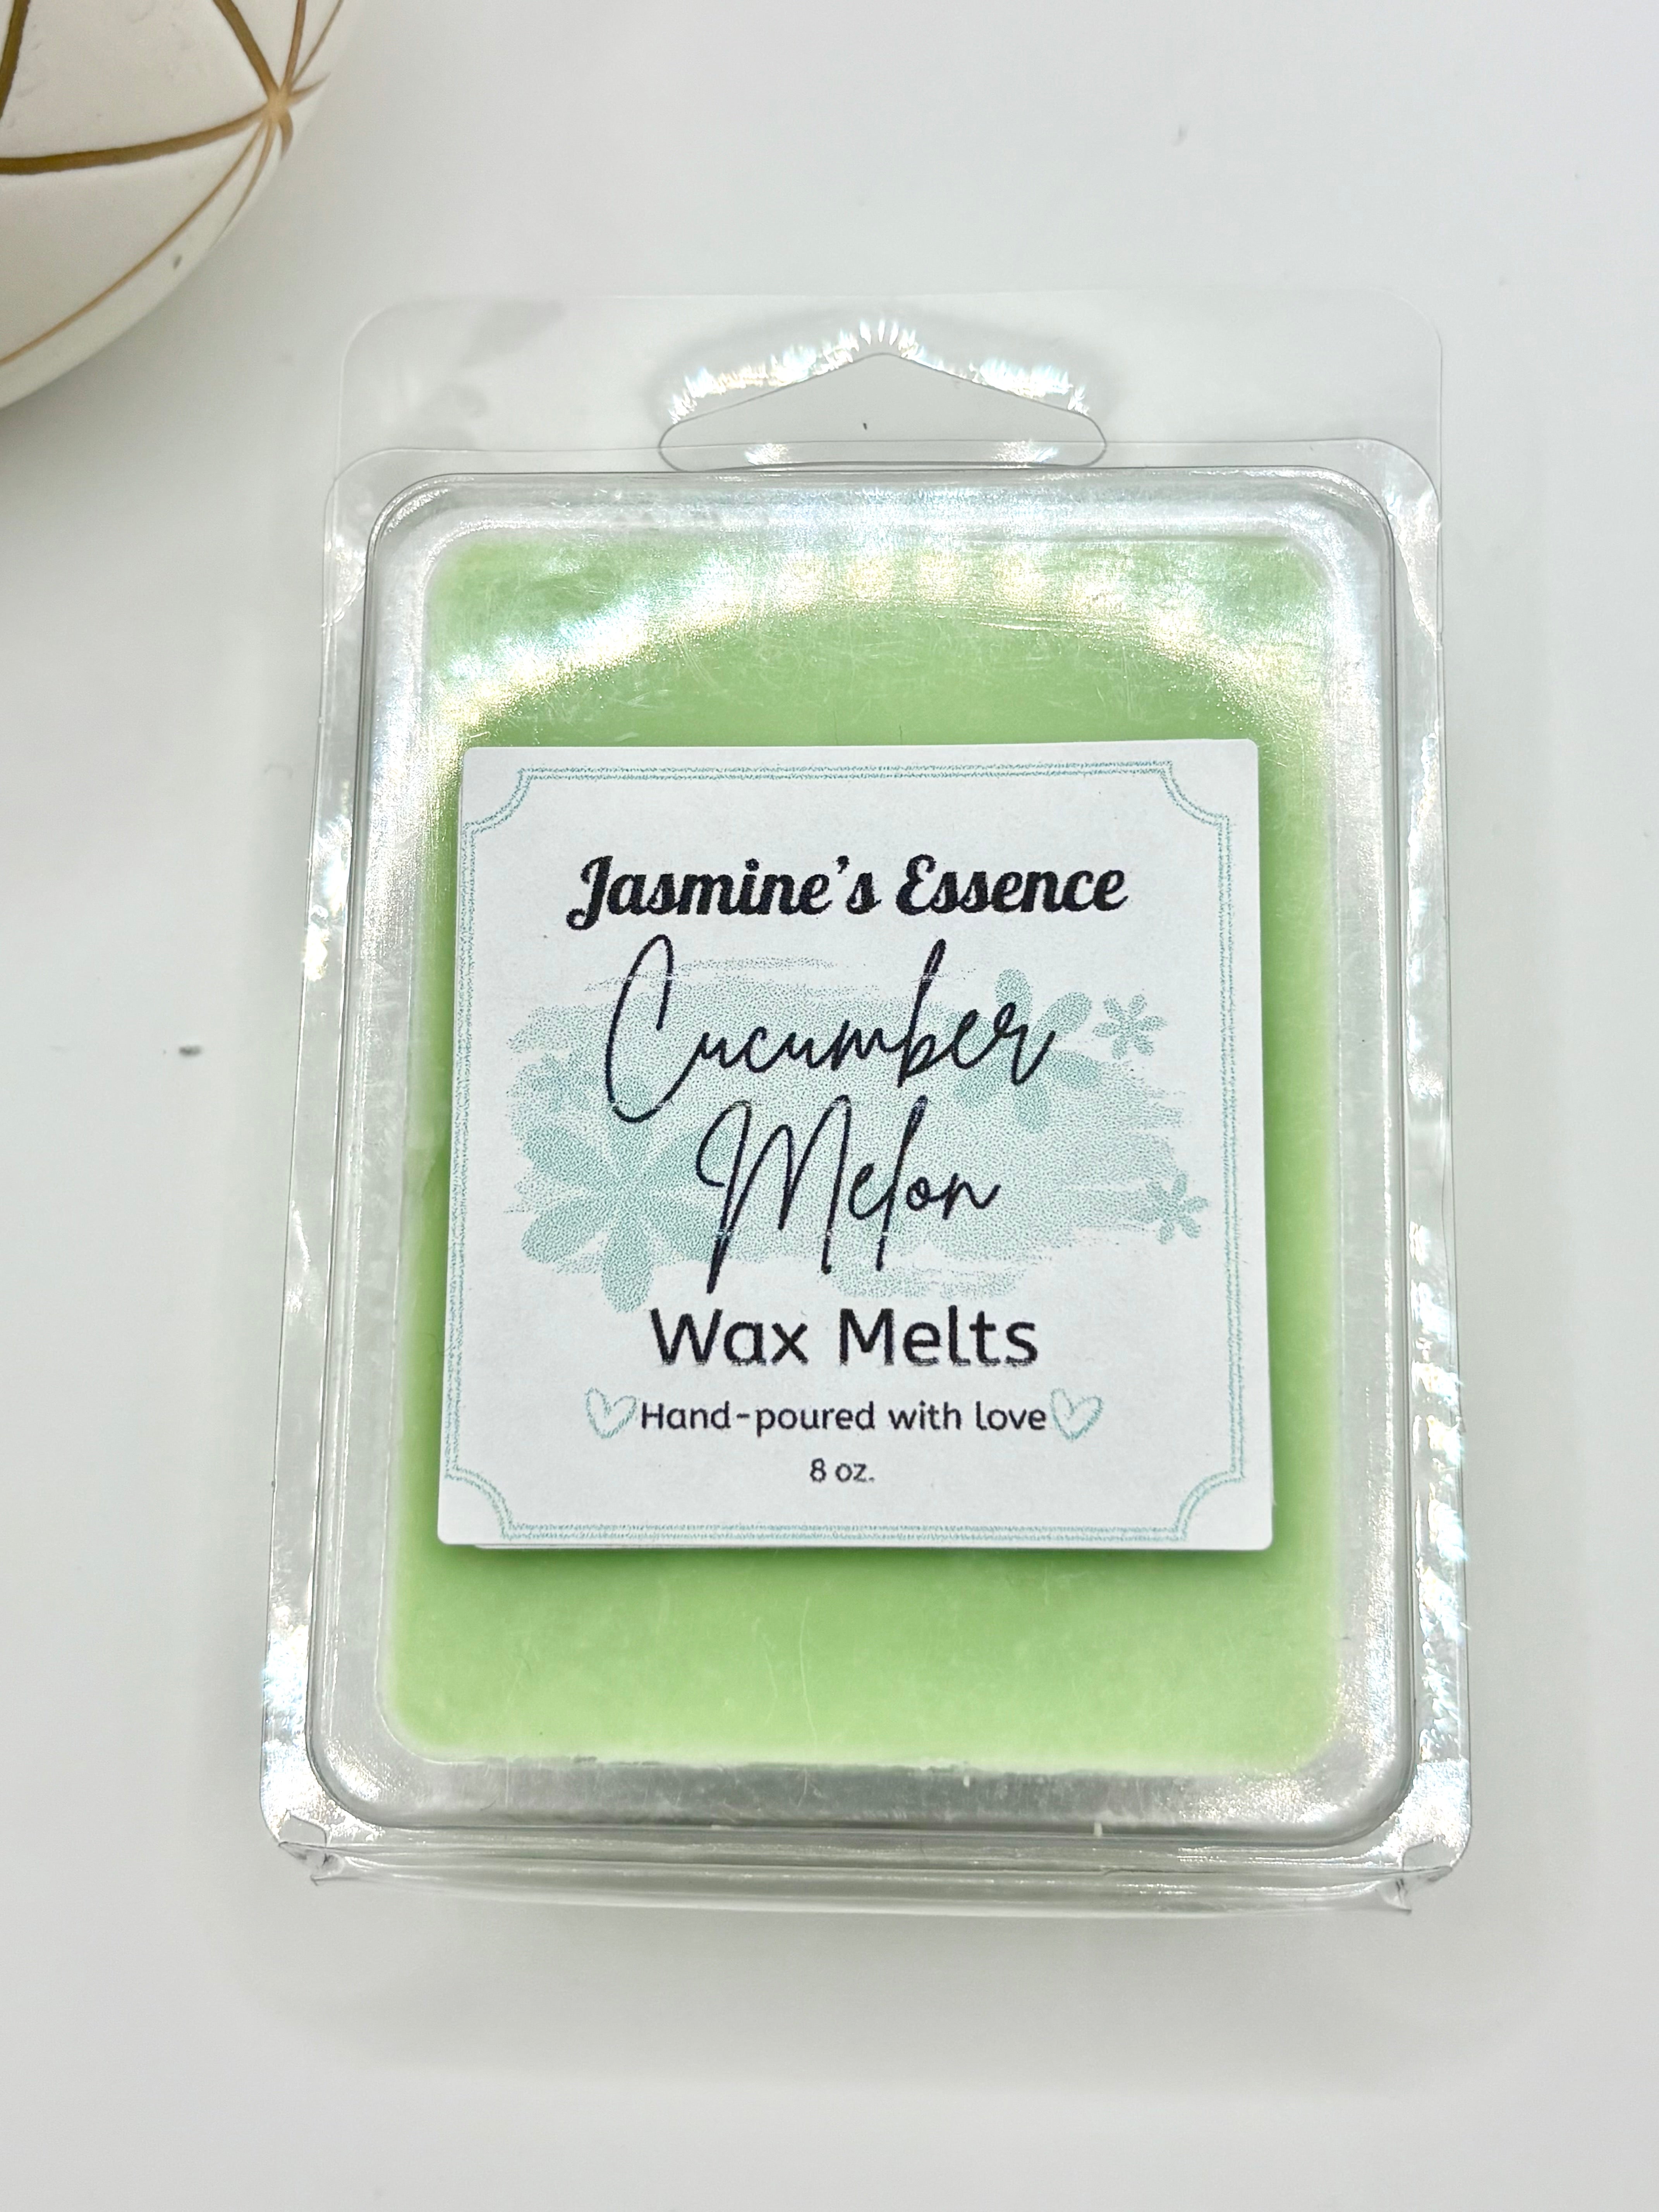 Jasmine's Essence
Cucumber
Melon
Wax Melts
Hand-poured with love
8 oz.